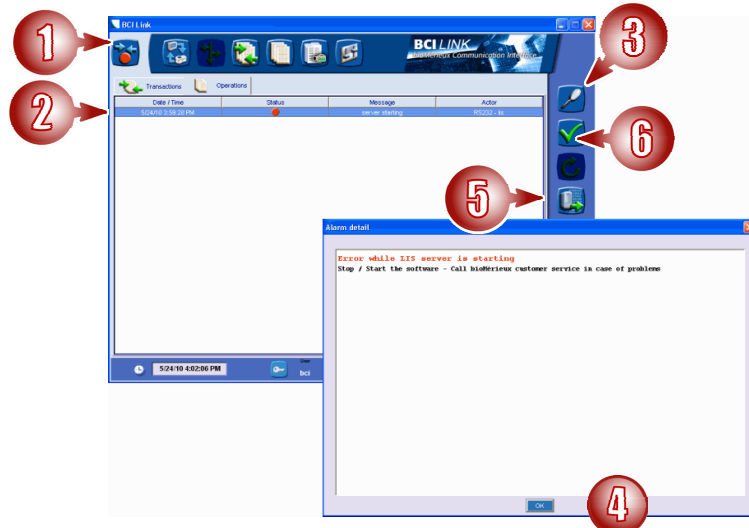 1
BCI Link
3
BCI LINK
bioMérieux Communication Interface
Transactions
Operations
2
Date / Time
Status
Message
Actor
5/24/10 3:59:28 PM
server starting
RS232 - lis
6
5
Alarm detail
Error while LIS server is starting
Stop / Start the software - Call bioMérieux customer service in case of problems
5/24/10 4:02:06 PM
bci
OK
4